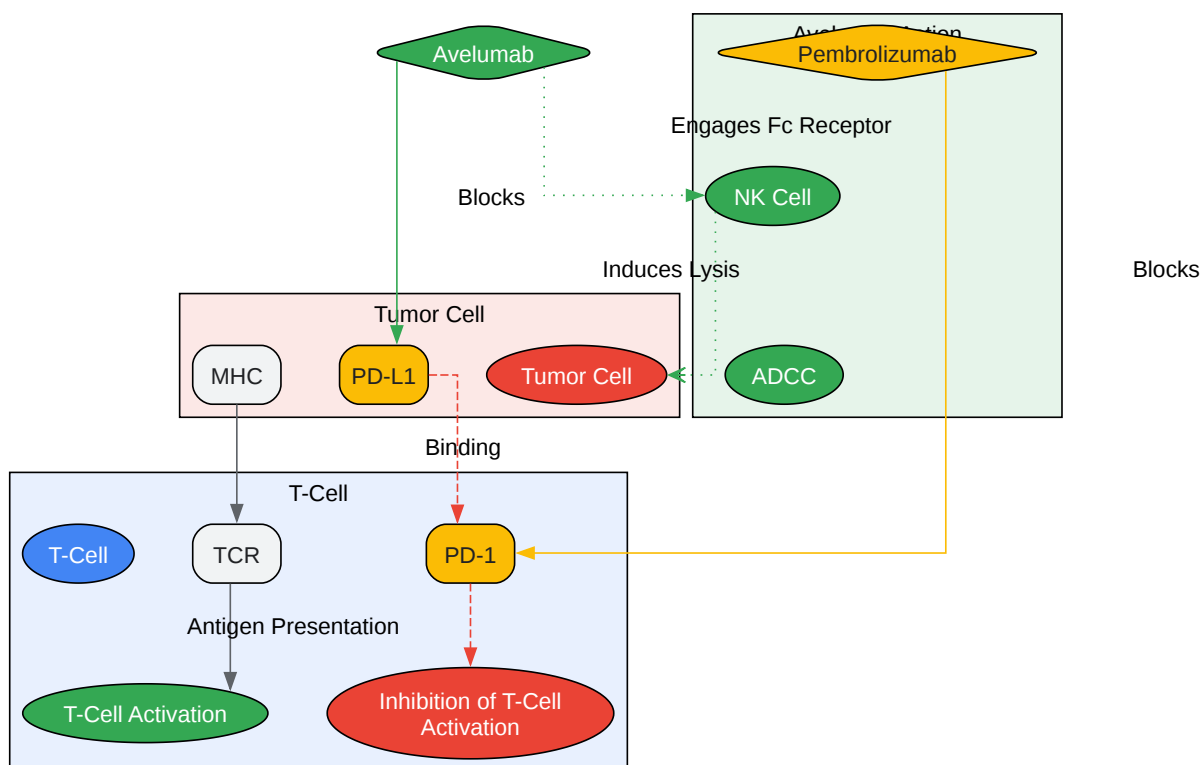 Avelumab
Pembrolizumab
Engages Fc Receptor
Blocks
NK Cell
Induces Lysis
Blocks
Tumor Cell
MHC
PD-L1
Tumor Cell
ADCC
Binding
T-Cell
T-Cell
TCR
PD-1
Antigen Presentation
T-Cell Activation
Inhibition of T-Cell
Activation